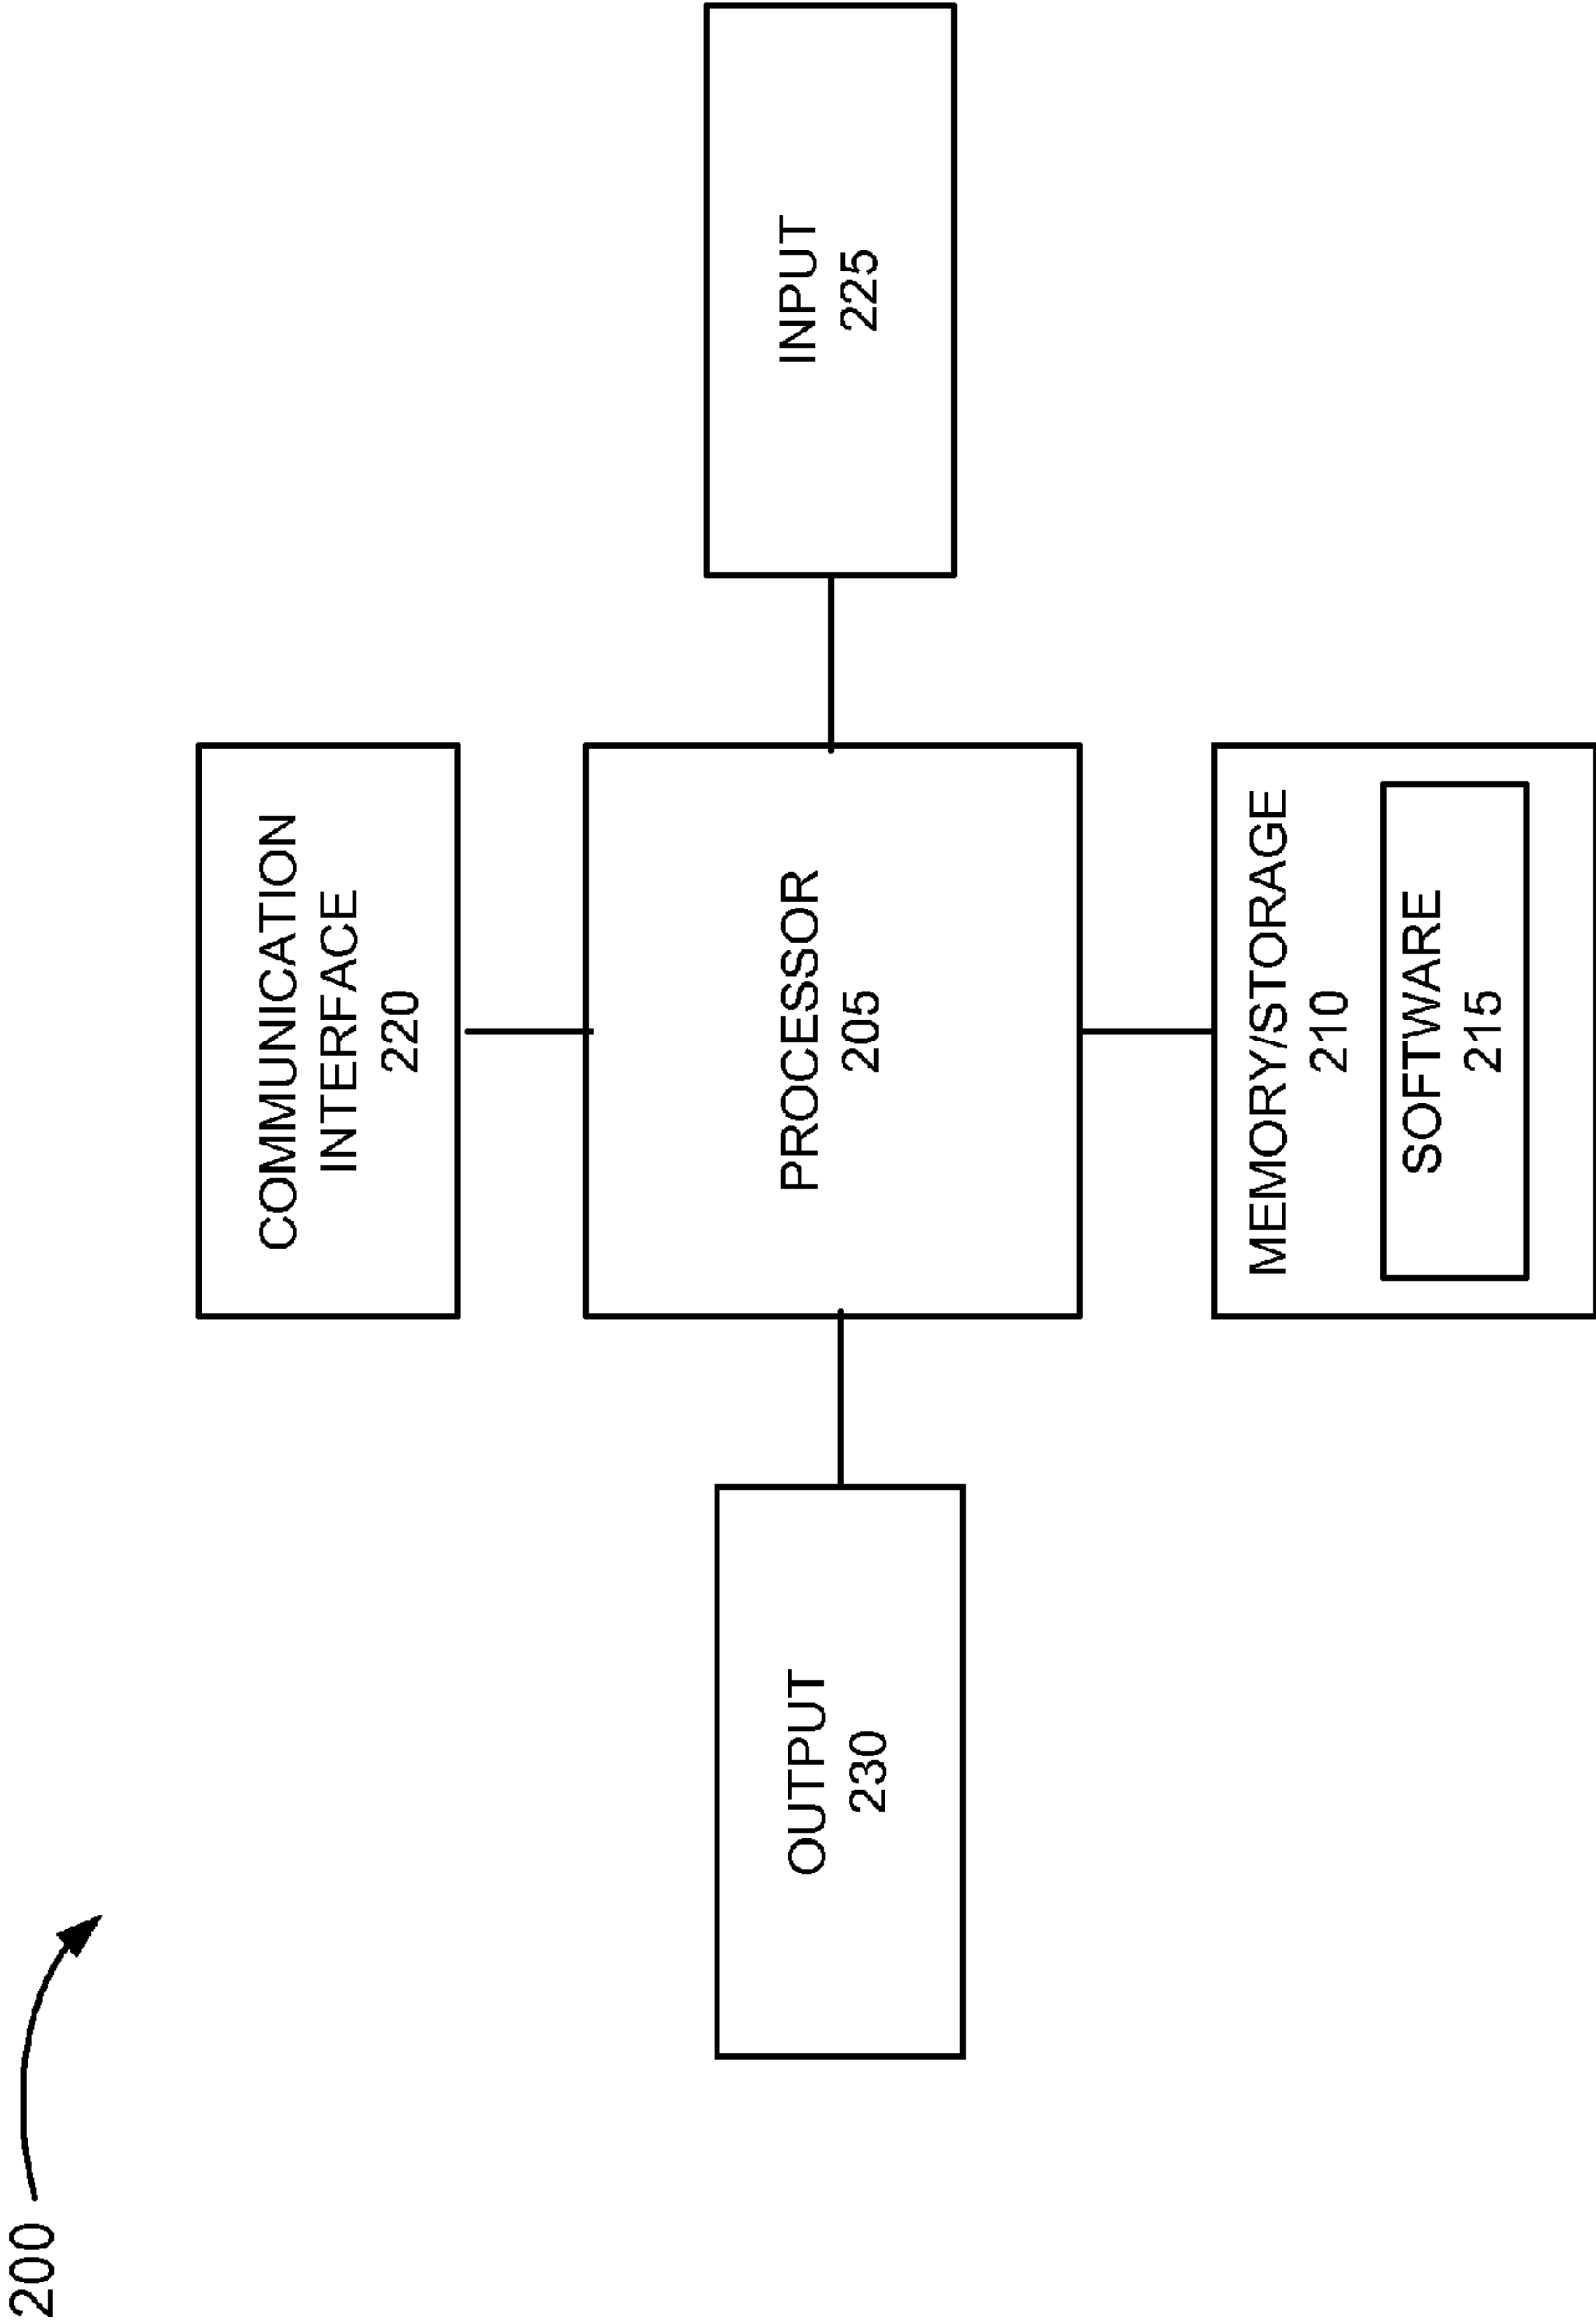 200
COMMUNICATION
INTERFACE
220
OUTPUT
230
PROCESSOR
205
INPUT
225
MEMORY/STORAGE
210
SOFTWARE
215